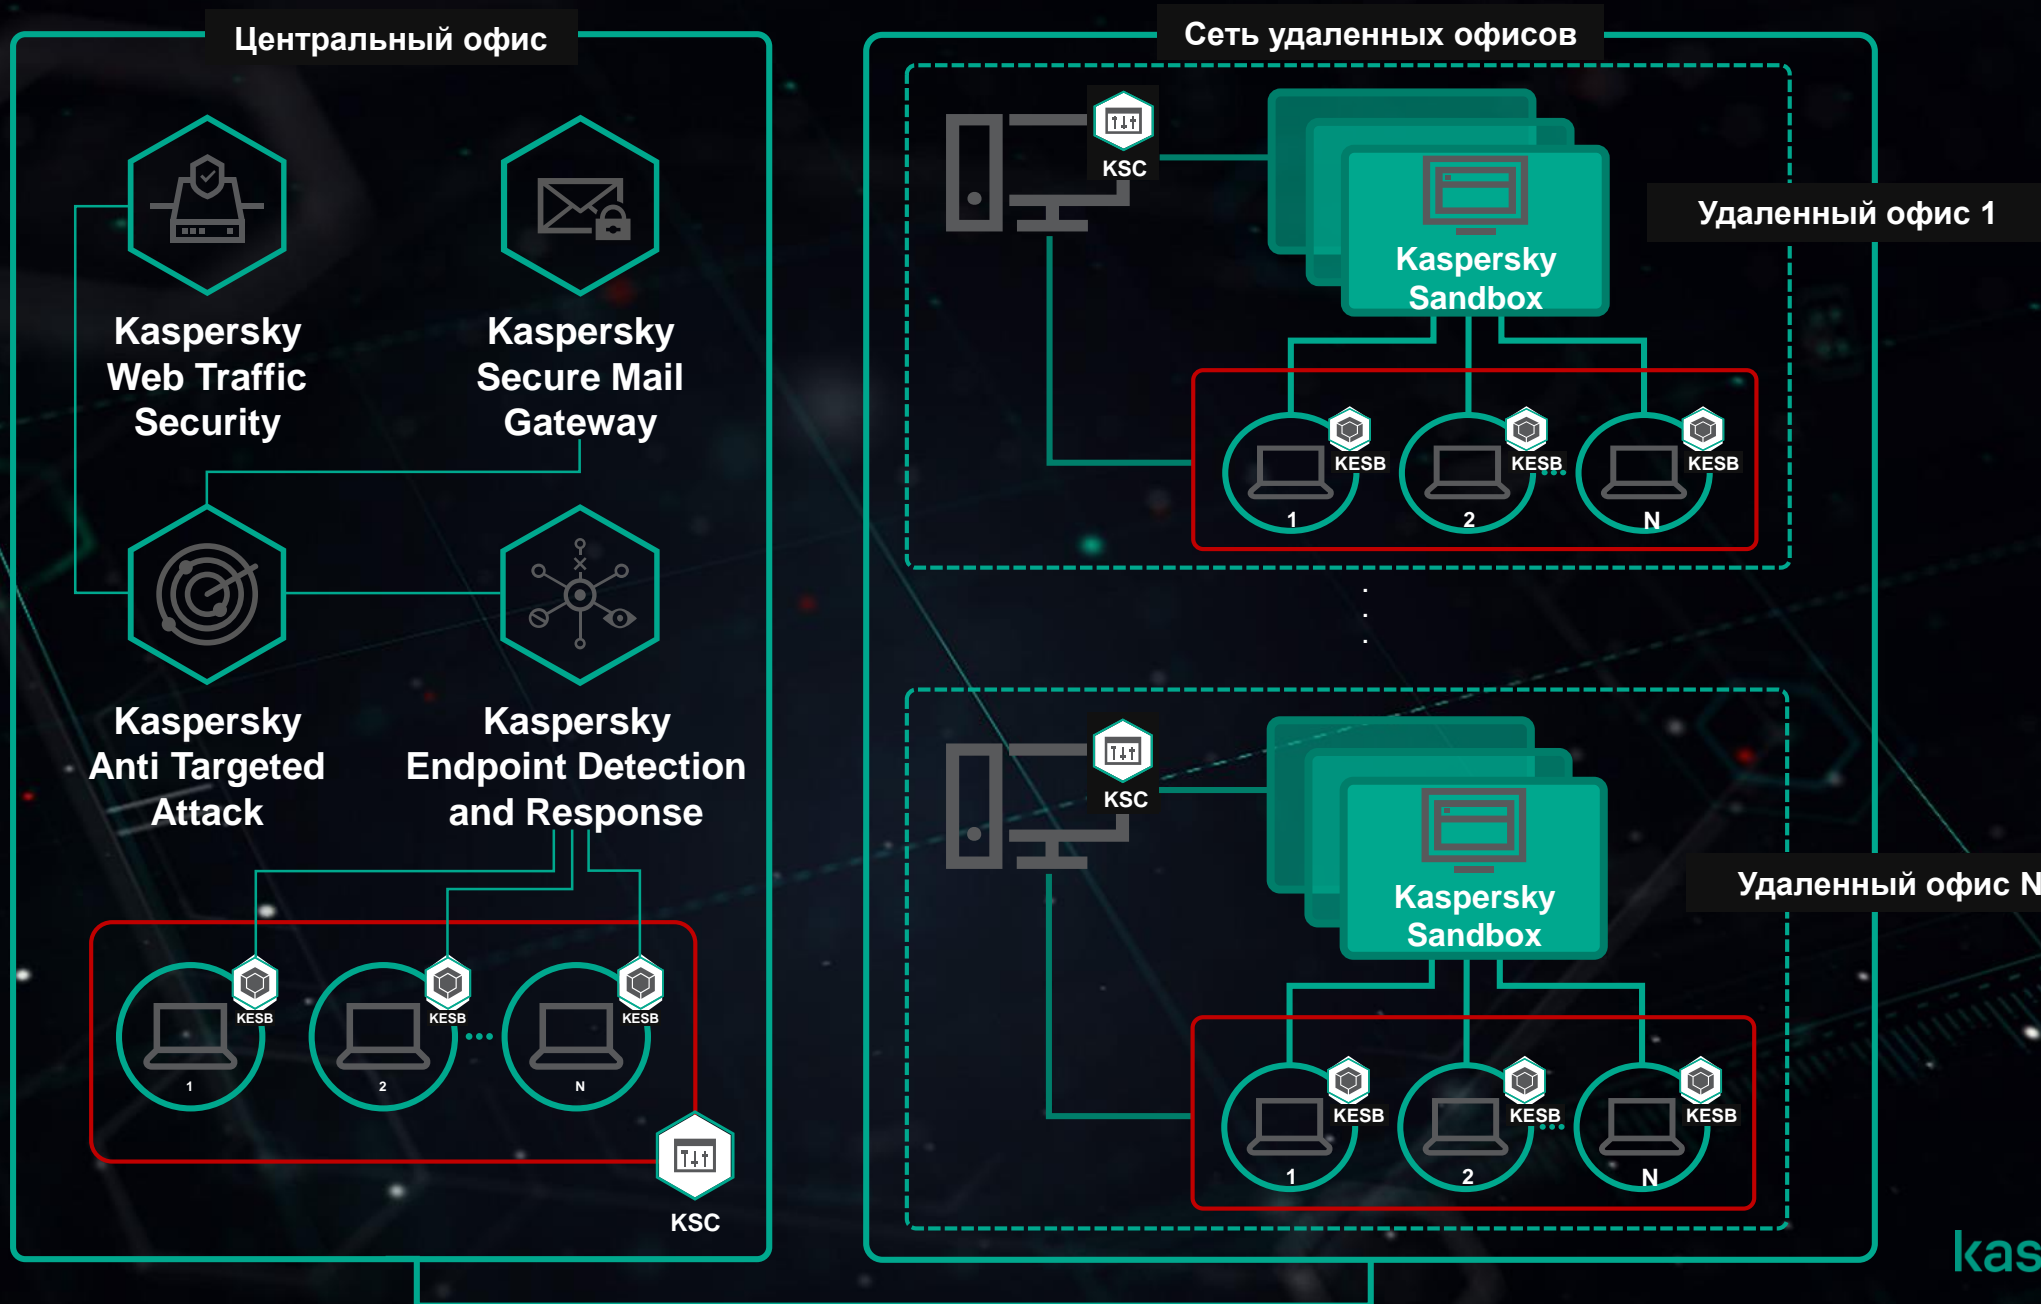 Центральный офис
Kaspersky
Web Traffic
Security
Kaspersky
Secure Mail
Gateway
Kaspersky
Anti Targeted
Attack
Kaspersky
Endpoint Detection
and Response
KESB
1
KESB
2
KESB
N
KSC
Сеть удаленных офисов
KSC
Kaspersky
Sandbox
Удаленный офис 1
KESB
1
KESB
2
KESB
N
KSC
Kaspersky
Sandbox
Удаленный офис N
KESB
1
KESB
2
KESB
N
kas